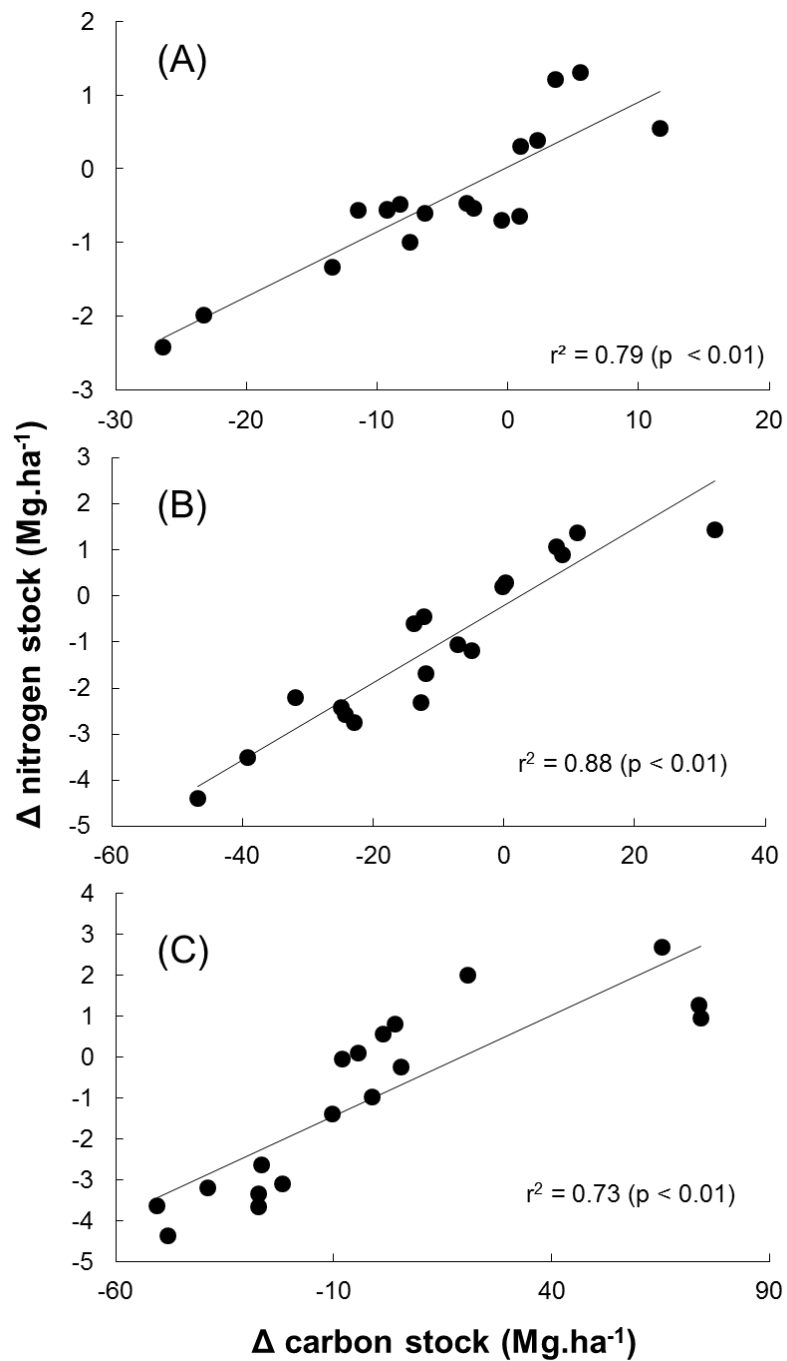 2
(A)
1
0
-1
-2
r² = 0.79 (p < 0.01)
-3
-30 -20 -10 0 10 20
3
2
(B)
1
0
-1
-2
-3
r² = 0.88 (p < 0.01)
-4
-5
-60 -40 -20 0 20 40
Δ nitrogen stock (Mg.ha⁻¹)
4
3
(C)
2
1
0
-1
-2
-3
r² = 0.73 (p < 0.01)
-4
-5
-60 -10 40 90
Δ carbon stock (Mg.ha⁻¹)